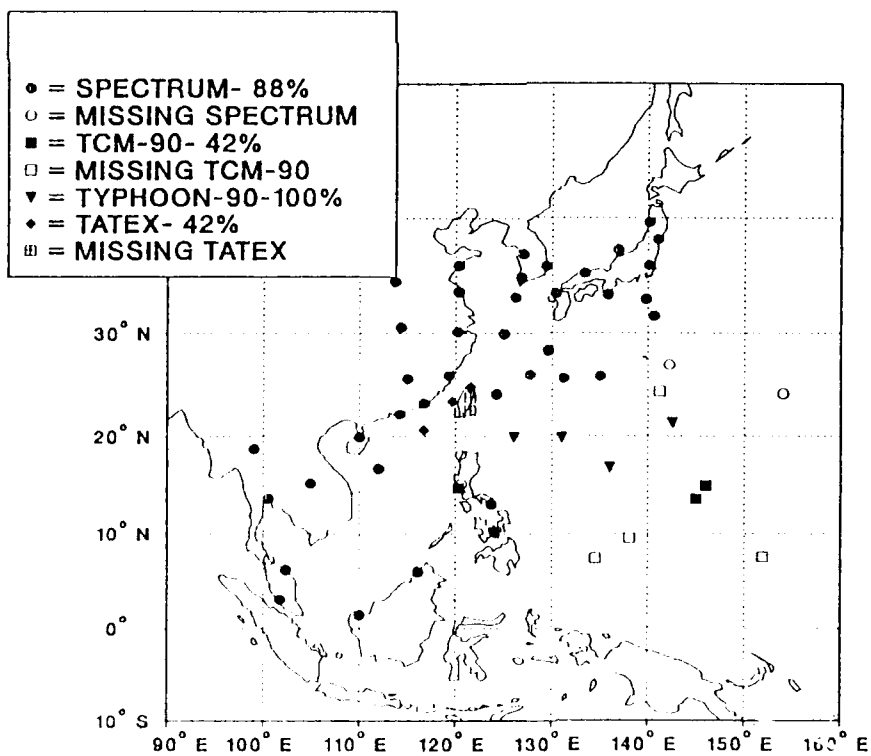 ● = SPECTRUM- 88%
○ = MISSING SPECTRUM
■ = TCM-90- 42%
□ = MISSING TCM-90
▼ = TYPHOON-90-100%
◆ = TATEX- 42%
⊞ = MISSING TATEX
30° N
20° N
10° N
0°
10° S
90° E 100° E 110° E 120° E 130° E 140° E 150° E 160° E